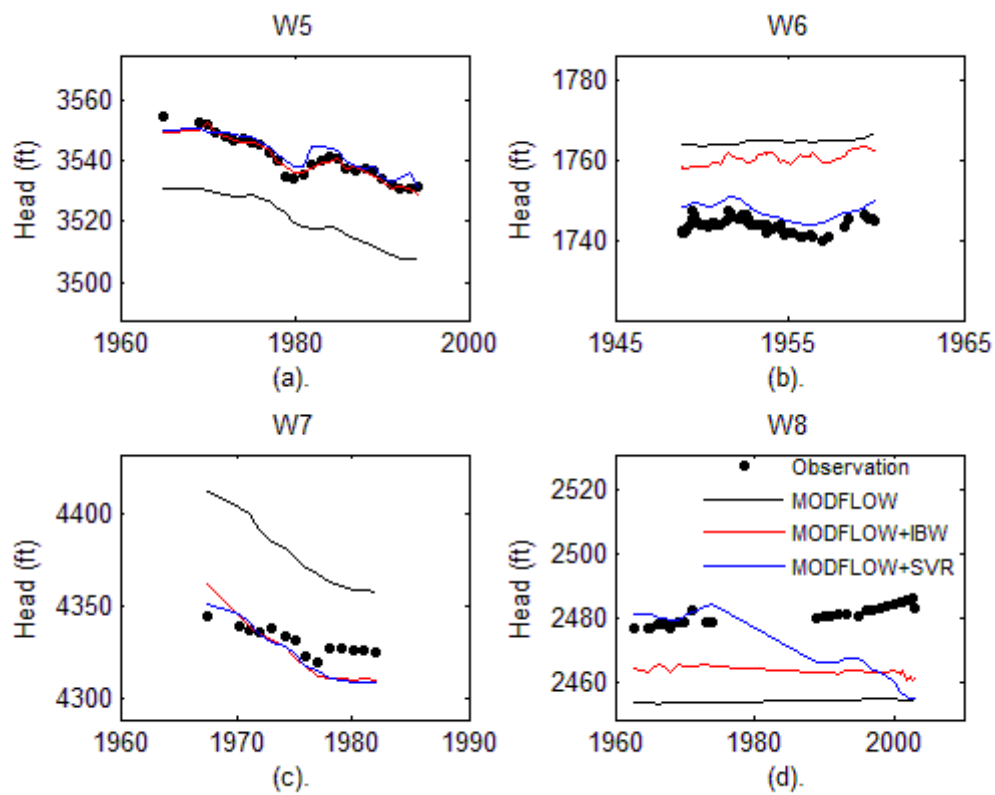 W5
Head (ft)
3560
3540
3520
3500
1960
1980
2000
(a).
W6
Head (ft)
1780
1760
1740
1945
1955
1965
(b).
W7
Head (ft)
4400
4350
4300
1960
1970
1980
1990
(c).
W8
Head (ft)
2520
2500
2480
2460
1960
1980
2000
Observation
MODFLOW
MODFLOW+IBW
MODFLOW+SVR
(d).